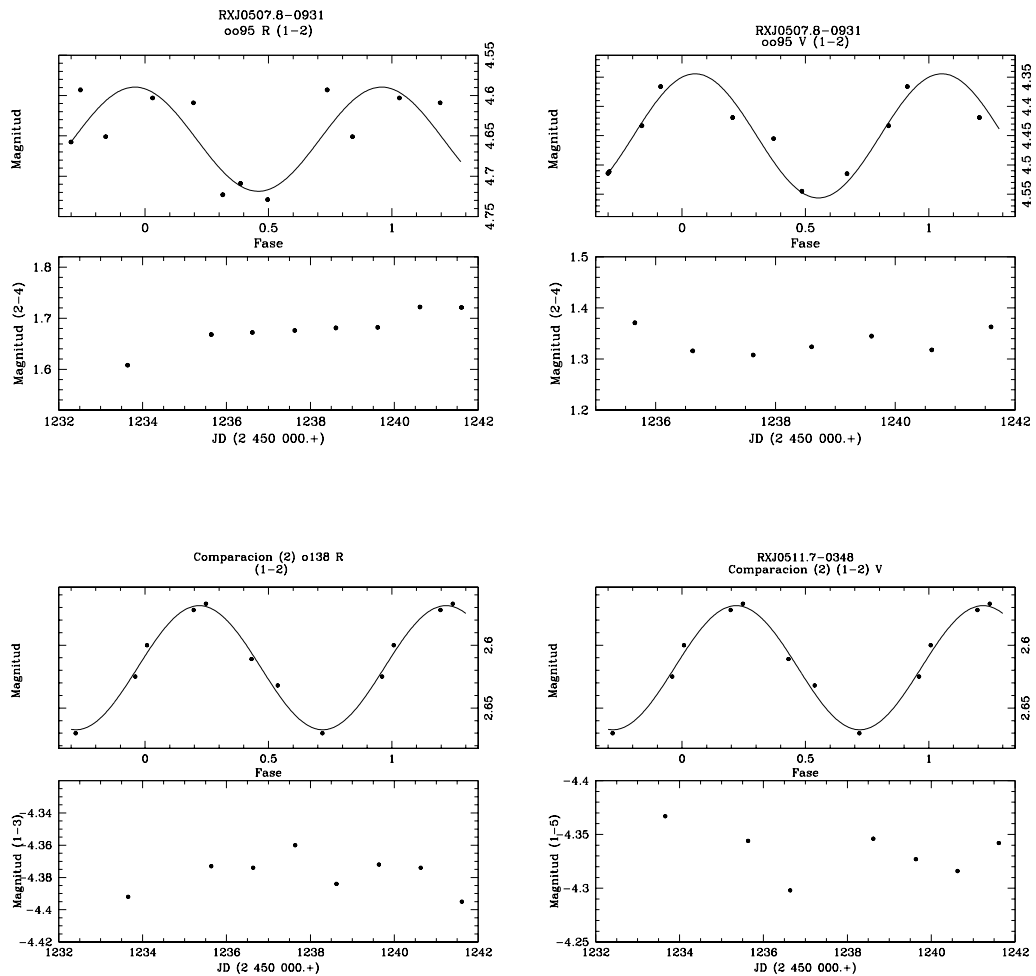 RXJ0507.8−0931
oo95 R (1−2)
Magnitud
4.55
4.6
4.65
4.7
4.75
0
0.5
1
Fase
Magnitud (2−4)
1.8
1.7
1.6
1232
1234
1236
1238
1240
1242
JD (2 450 000.+)
RXJ0507.8−0931
oo95 V (1−2)
Magnitud
4.35
4.4
4.45
4.5
4.55
0
0.5
1
Fase
Magnitud (2−4)
1.5
1.4
1.3
1.2
1236
1238
1240
1242
JD (2 450 000.+)
Comparacion (2) o138 R
(1−2)
Magnitud
2.6
2.65
0
0.5
1
Fase
Magnitud (1−3)
−4.34
−4.36
−4.38
−4.4
−4.42
1232
1234
1236
1238
1240
1242
JD (2 450 000.+)
RXJ0511.7−0348
Comparacion (2) (1−2) V
Magnitud
2.6
2.65
0
0.5
1
Fase
Magnitud (1−5)
−4.4
−4.35
−4.3
−4.25
1232
1234
1236
1238
1240
1242
JD (2 450 000.+)